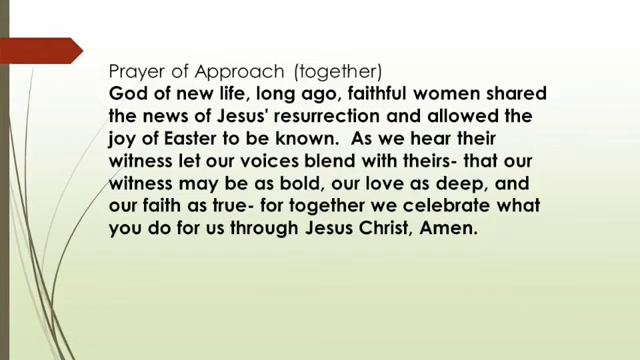 Prayer of Approach (together)
God of new life, long ago, faithful women shared
the news of Jesus' resurrection and allowed the
joy of Easter to be known.  As we hear their
witness let our voices blend with theirs- that our
witness may be as bold, our love as deep, and
our faith as true- for together we celebrate what
you do for us through Jesus Christ, Amen.